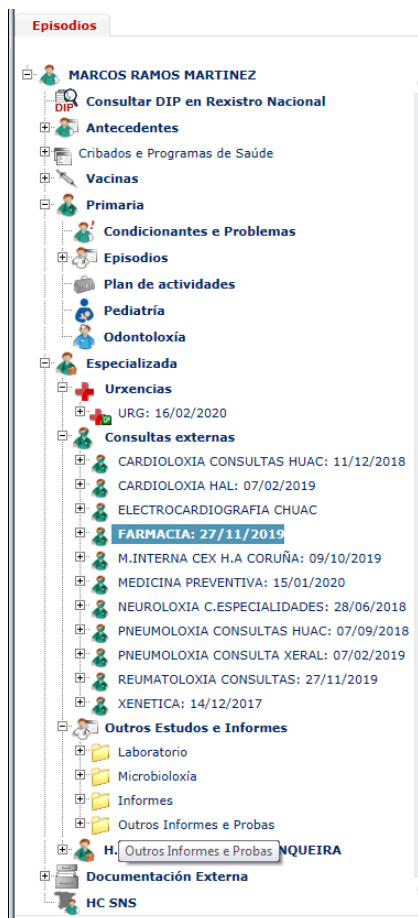 Episodios
MARCOS RAMOS MARTINEZ
DIP Consultar DIP en Rexistro Nacional
Antecedentes
Cribados e Programas de Saúde
Vacinas
Primaria
Condicionantes e Problemas
Episodios
Plan de actividades
Pediatría
Odontoloxía
Especializada
Urxencias
URG: 16/02/2020
Consultas externas
CARDIOLOXIA CONSULTAS HUAC: 11/12/2018
CARDIOLOXIA HAL: 07/02/2019
ELECTROCARDIOGRAFIA CHUAC
FARMACIA: 27/11/2019
M.INTERNA CEX H.A CORUÑA: 09/10/2019
MEDICINA PREVENTIVA: 15/01/2020
NEUROLOXIA C.ESPECIALIDADES: 28/06/2018
PNEUMOLOXIA CONSULTAS HUAC: 07/09/2018
PNEUMOLOXIA CONSULTA XERAL: 07/02/2019
REUMATOLOXIA CONSULTAS: 27/11/2019
XENETICA: 14/12/2017
Outros Estudos e Informes
Laboratorio
Microbioloxía
Informes
Outros Informes e Probas
H. Outros Informes e Probas NQUEIRA
Documentación Externa
HC SNS